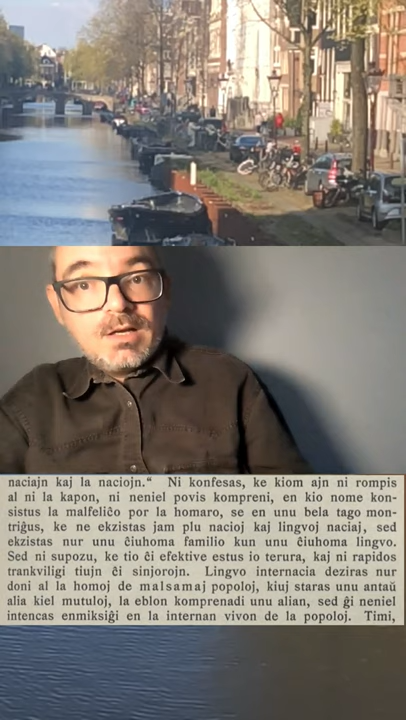 naciajn kaj la naciojn.“ Ni konfesas, ke kiom ajn ni rompis
al ni la kapon, ni neniel povis kompreni, en kio nome kon-
sistus la malfeliĉo por la homaro, se en unu bela tago mon-
triĝus, ke ne ekzistas jam plu nacioj kaj lingvoj naciaj, sed
ekzistas nur unu ĉiuhoma familio kun unu ĉiuhoma lingvo.
Sed ni supozu, ke tio ĉi efektive estus io terura, kaj ni rapidos
trankviligi tiujn ĉi sinjorojn. Lingvo internacia deziras nur
doni al la homoj de malsamaj popoloj, kiuj staras unu antaŭ
alia kiel mutuloj, la eblon komprenadi unu alian, sed ĝi neniel
intencas enmiksiĝi en la internan vivon de la popoloj. Timi,